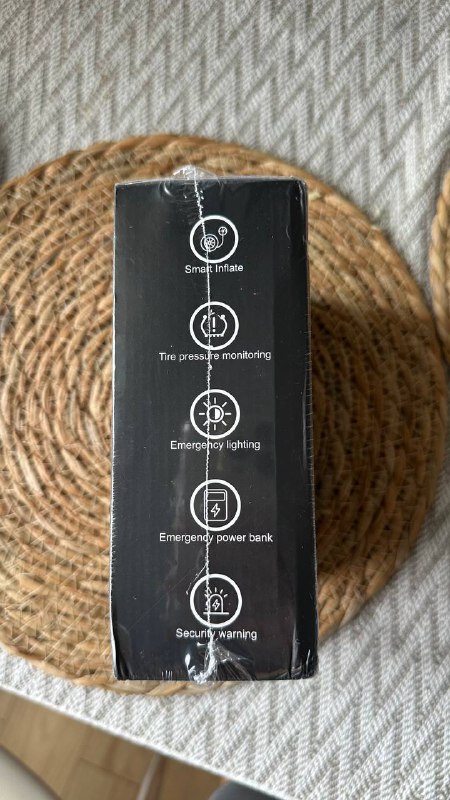 Smart Inflate
Tire pressure monitoring
Emergency lighting
Emergency power bank
Security warning